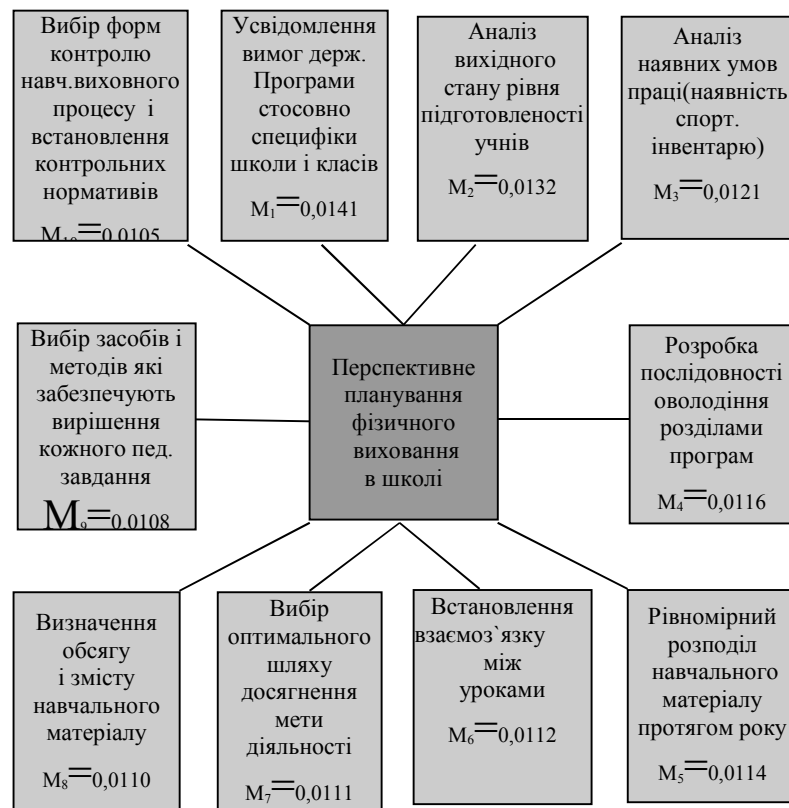 Вибір форм
контролю
навч.виховного
процесу і
встановлення
контрольних
нормативів
M₁₀=0,0105
Усвідомлення
вимог держ.
Програми
стосовно
специфіки
школи і класів
M₁=0,0141
Аналіз
вихідного
стану рівня
підготовленості
учнів
M₂=0,0132
Аналіз
наявних умов
праці(наявність
спорт.
інвентарю)
M₃=0,0121
Вибір засобів і
методів які
забезпечують
вирішення
кожного пед.
завдання
M₉=0,0108
Перспективне
планування
фізичного
виховання
в школі
Розробка
послідовності
оволодіння
розділами
програм
M₄=0,0116
Визначення
обсягу
і змісту
навчального
матеріалу
M₈=0,0110
Вибір
оптимального
шляху
досягнення
мети
діяльності
M₇=0,0111
Встановлення
взаємоз`язку
між
уроками
M₆=0,0112
Рівномірний
розподіл
навчального
матеріалу
протягом року
M₅=0,0114